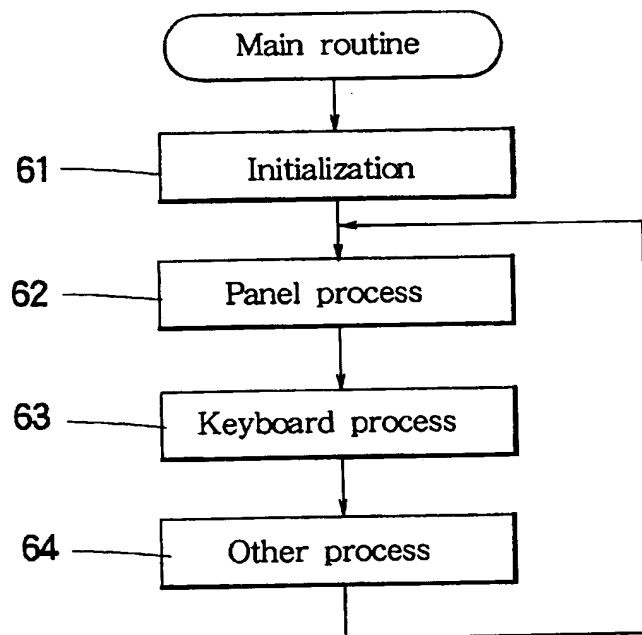 Main routine
61 Initialization
62 Panel process
63 Keyboard process
64 Other process